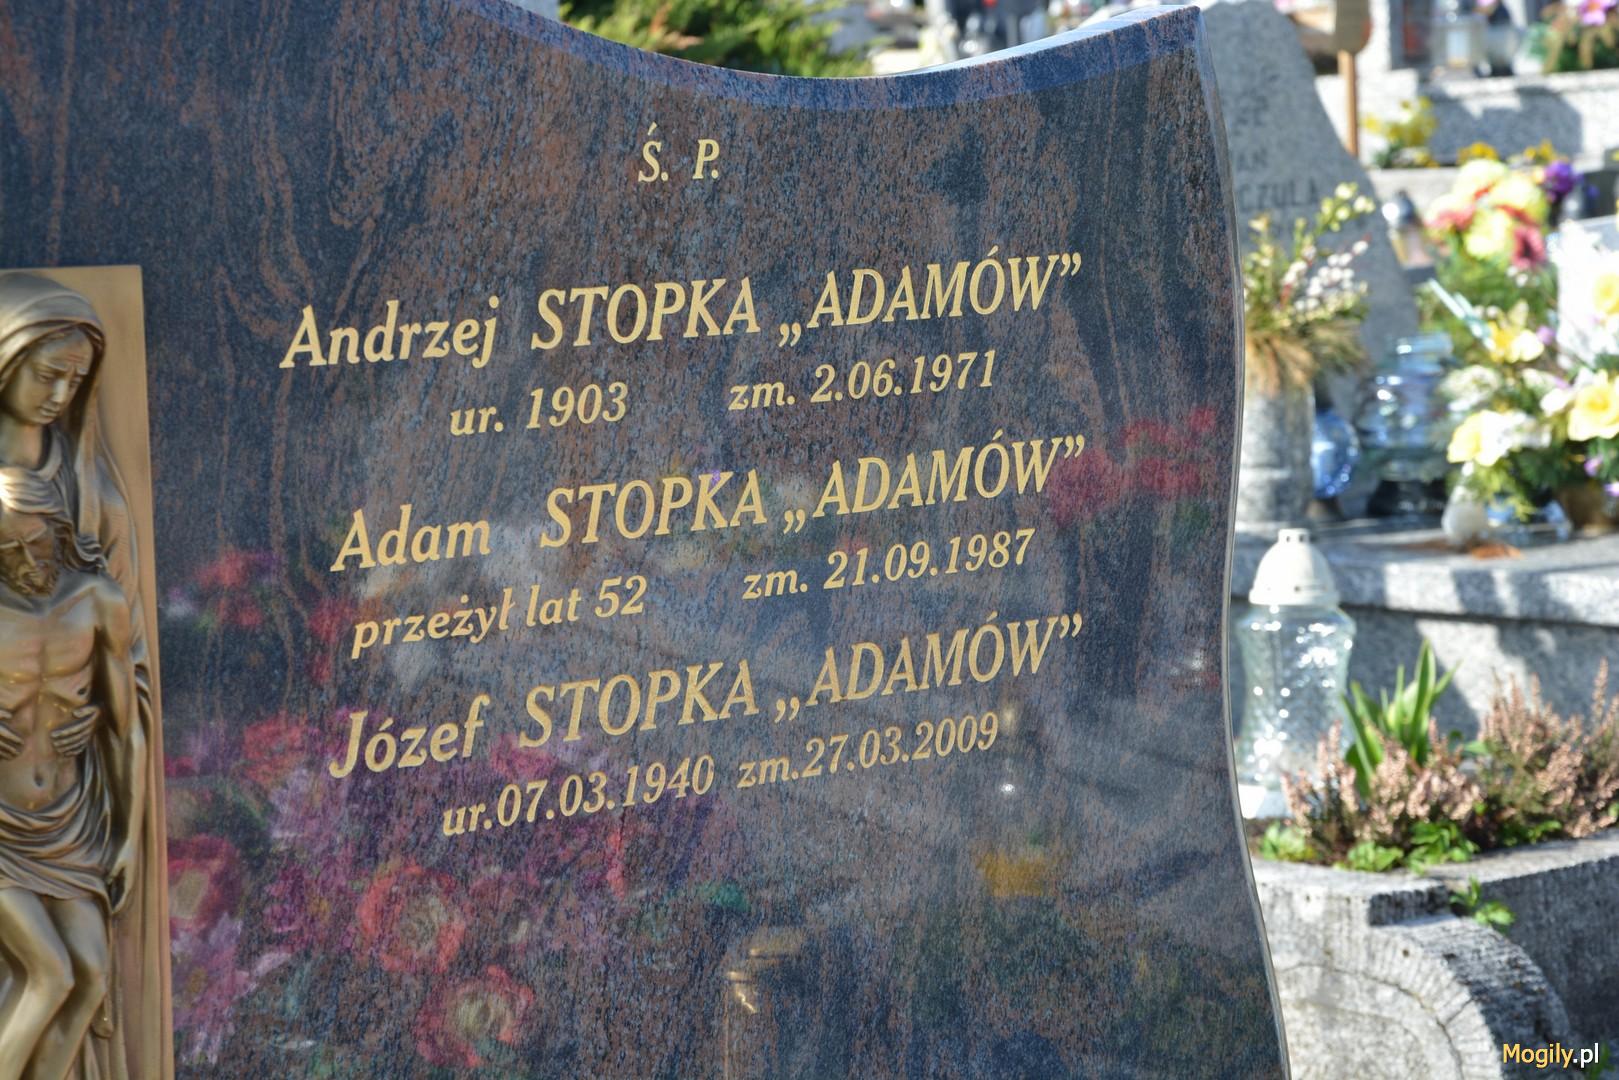 Ś. P.
Andrzej STOPKA „ADAMÓW”
ur. 1903 zm. 2.06.1971
Adam STOPKA „ADAMÓW”
przeżył lat 52 zm. 21.09.1987
Józef STOPKA „ADAMÓW”
ur.07.03.1940 zm.27.03.2009
Mogily.pl